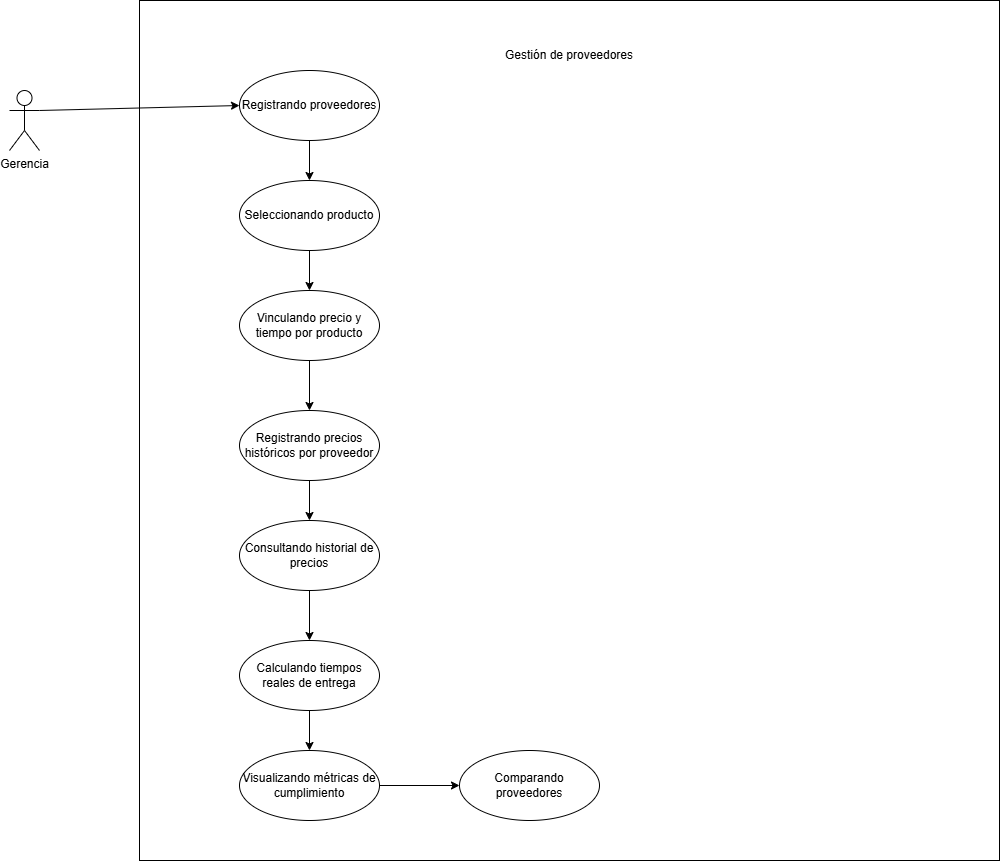 Gestión de proveedores
Registrando proveedores
Gerencia
Seleccionando producto
Vinculando precio y
tiempo por producto
Registrando precios
históricos por proveedor
Consultando historial de
precios
Calculando tiempos
reales de entrega
Visualizando métricas de
cumplimiento
Comparando
proveedores